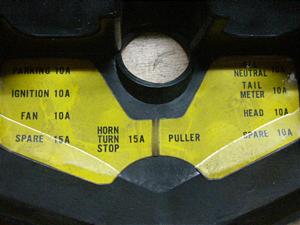 PARKING 10A
IGNITION 10A
FAN 10A
SPARE 15A
HORN
TURN 15A
STOP
PULLER
NEUTRAL 10A
TAIL
METER 10A
HEAD 10A
SPARE 10A